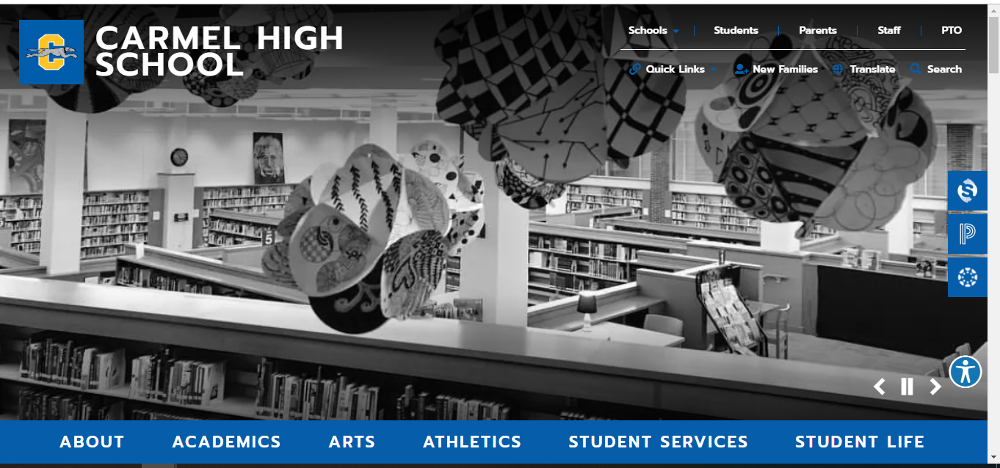 C
CARMEL HIGH
SCHOOL
Schools Students Parents Staff PTO
Quick Links New Families Translate Search
5
S
P
ABOUT ACADEMICS ARTS ATHLETICS STUDENT SERVICES STUDENT LIFE